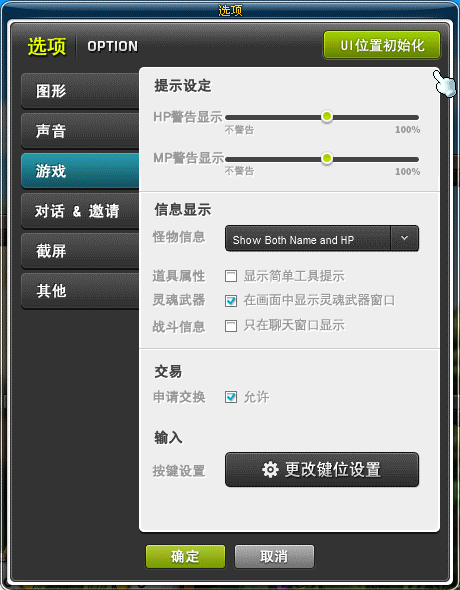 选项
选项 OPTION UI位置初始化
图形
声音
游戏
对话 & 邀请
截屏
其他
提示设定
HP警告显示
不警告 100%
MP警告显示
不警告 100%
信息显示
怪物信息 Show Both Name and HP
道具属性 显示简单工具提示
灵魂武器 在画面中显示灵魂武器窗口
战斗信息 只在聊天窗口显示
交易
申请交换 允许
输入
按键设置 更改键位设置
确定 取消